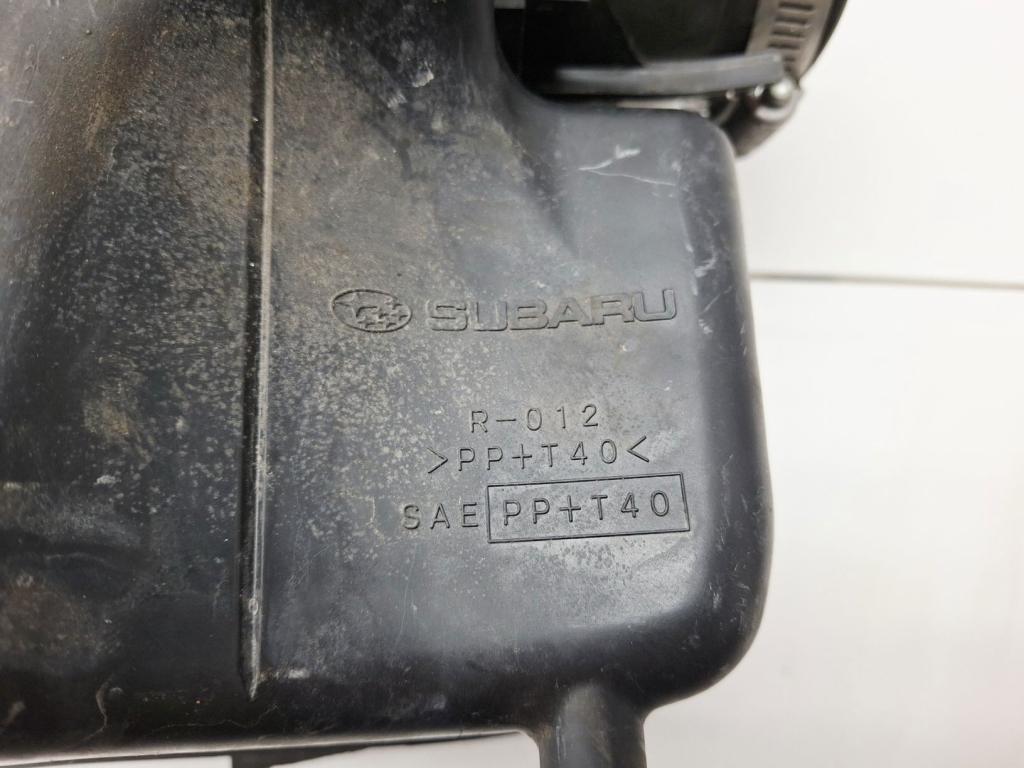 SUBARU
R-012
>PP+T40<
SAE PP+T40